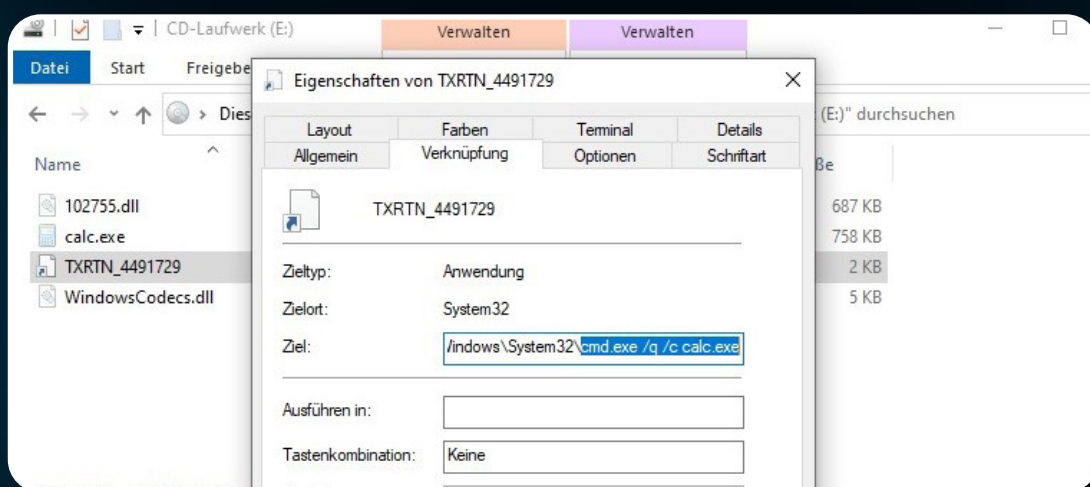 CD-Laufwerk (E:)
Verwalten
Verwalten
Datei
Start
Freigebe
Eigenschaften von TXRTN_4491729
Dies
(E:)" durchsuchen
Layout
Farben
Terminal
Details
Allgemein
Verknüpfung
Optionen
Schriftart
Name
ße
102755.dll
687 KB
calc.exe
758 KB
TXRTN_4491729
2 KB
WindowsCodecs.dll
5 KB
TXRTN_4491729
Zieltyp:
Anwendung
Zielort:
System32
Ziel:
/indows\System32\cmd.exe /q /c calc.exe
Ausführen in:
Tastenkombination:
Keine